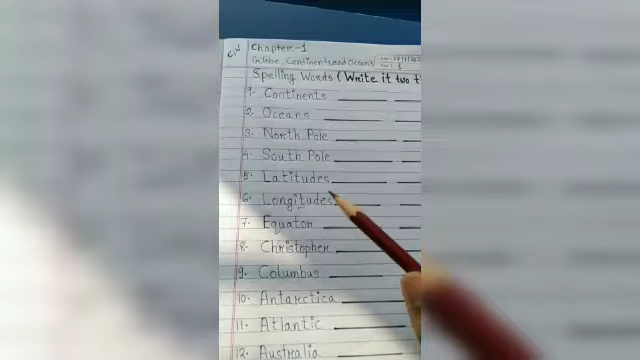 C/W
Chapter-1
Globe, Continents, and Oceans
Spelling Words (Write it two
1. Continents
2. Oceans
3. North Pole
4. South Pole
5. Latitudes
6. Longitudes
7. Equator
8. Christopher
9. Columbus
10. Antarctica
11. Atlantic
12. Australia